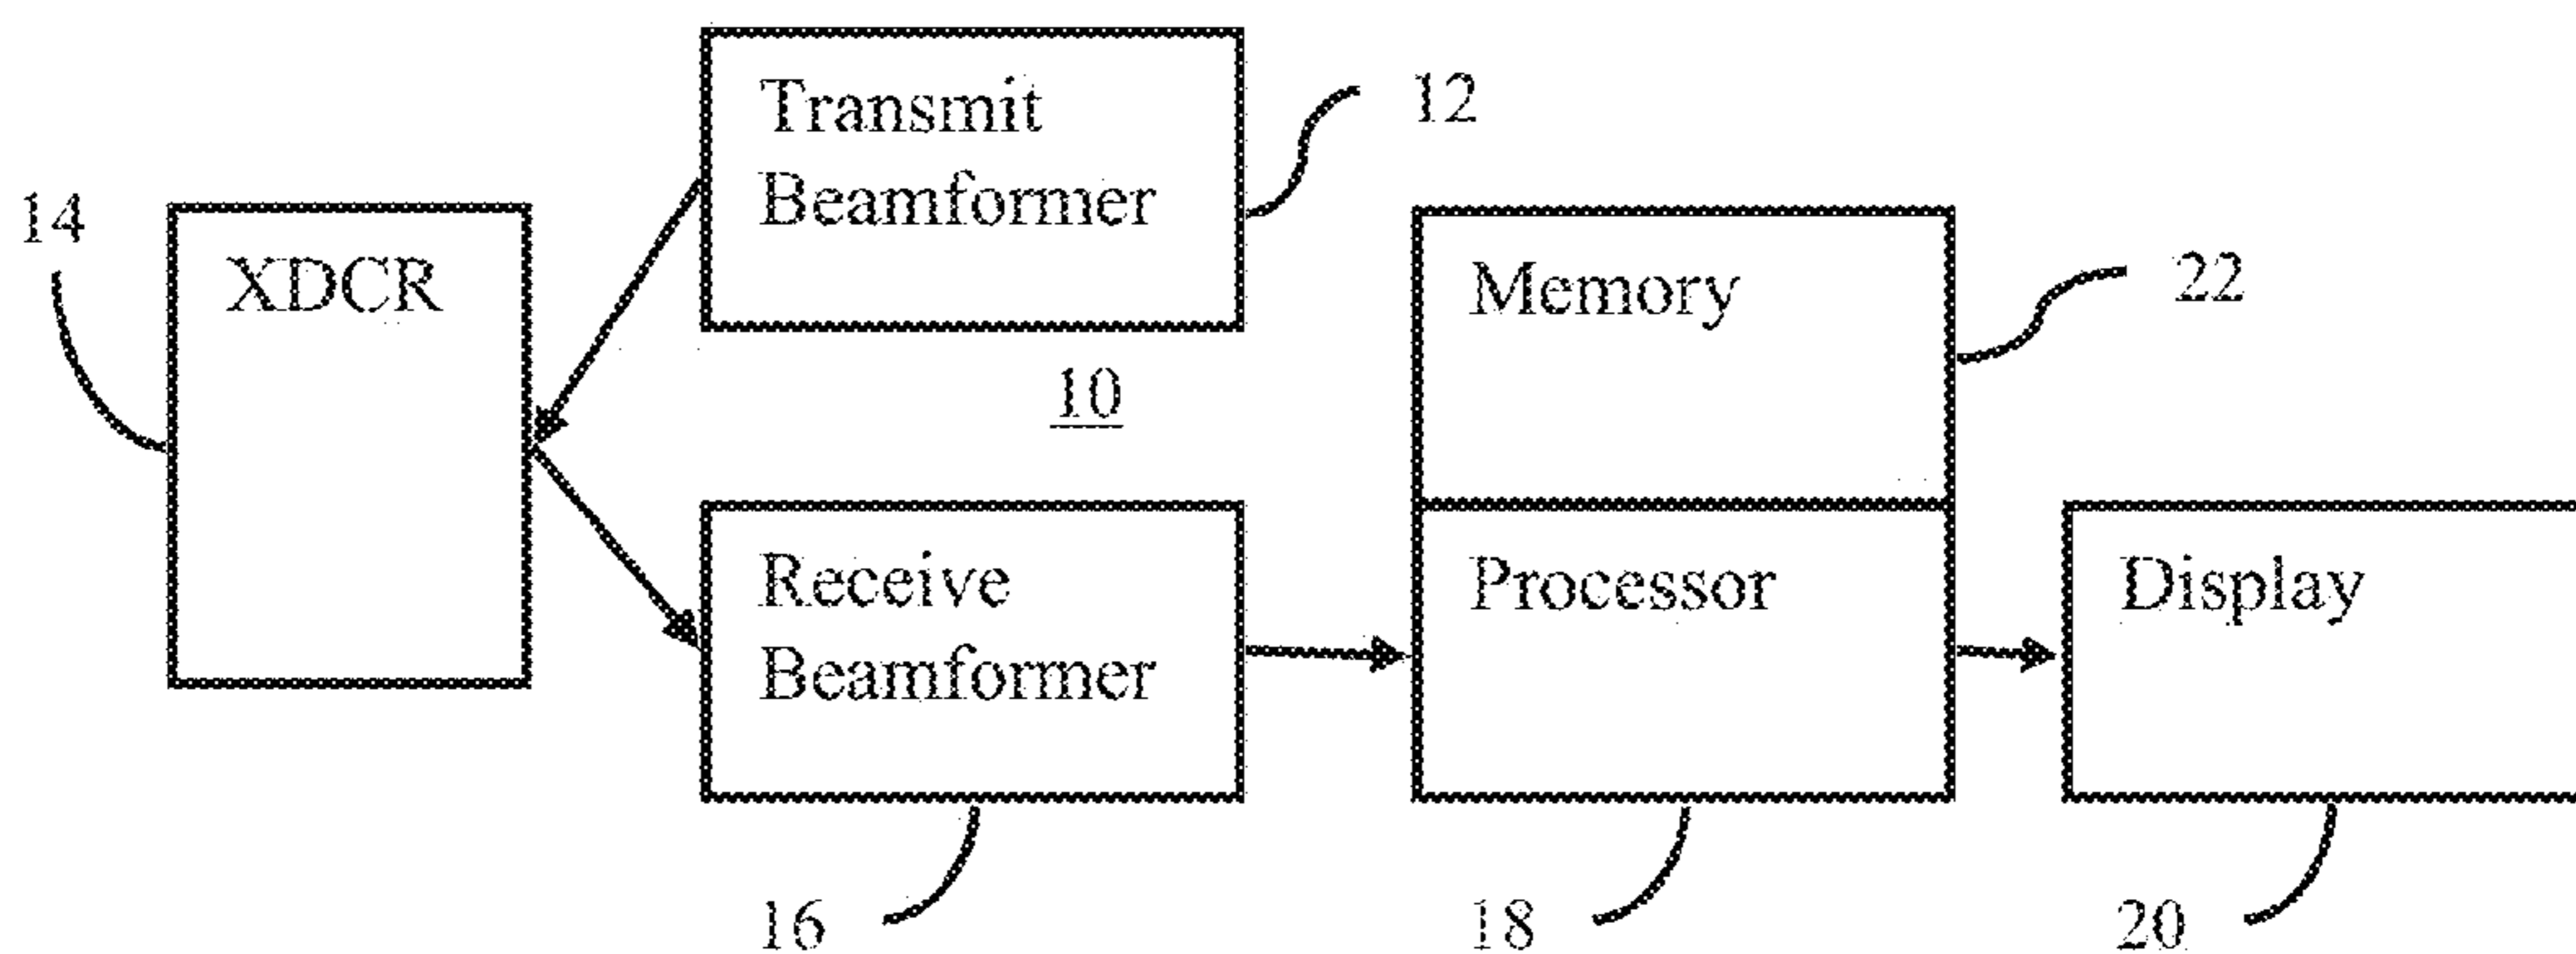 Transmit
Beamformer
12
14
XDCR
Memory
22
10
Receive
Beamformer
Processor
Display
16
18
20